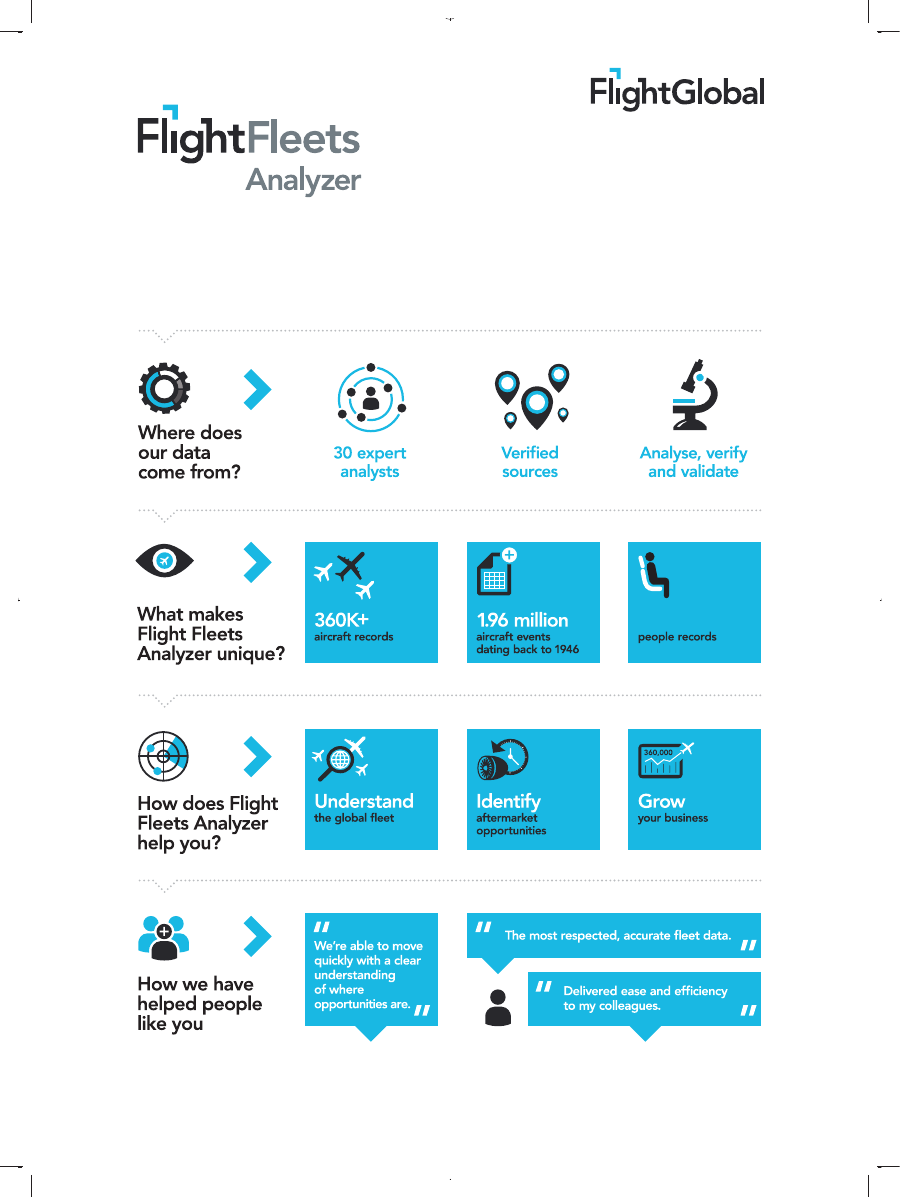 FlightGlobal
FlightFleets
Analyzer
Where does
our data
come from?
30 expert
analysts
Verified
sources
Analyse, verify
and validate
What makes
Flight Fleets
Analyzer unique?
360K+
aircraft records
1.96 million
aircraft events
dating back to 1946
people records
How does Flight
Fleets Analyzer
help you?
Understand
the global fleet
Identify
aftermarket
opportunities
360,000
Grow
your business
How we have
helped people
like you
"
We're able to move
quickly with a clear
understanding
of where
opportunities are. "
" The most respected, accurate fleet data. "
" Delivered ease and efficiency
to my colleagues. "